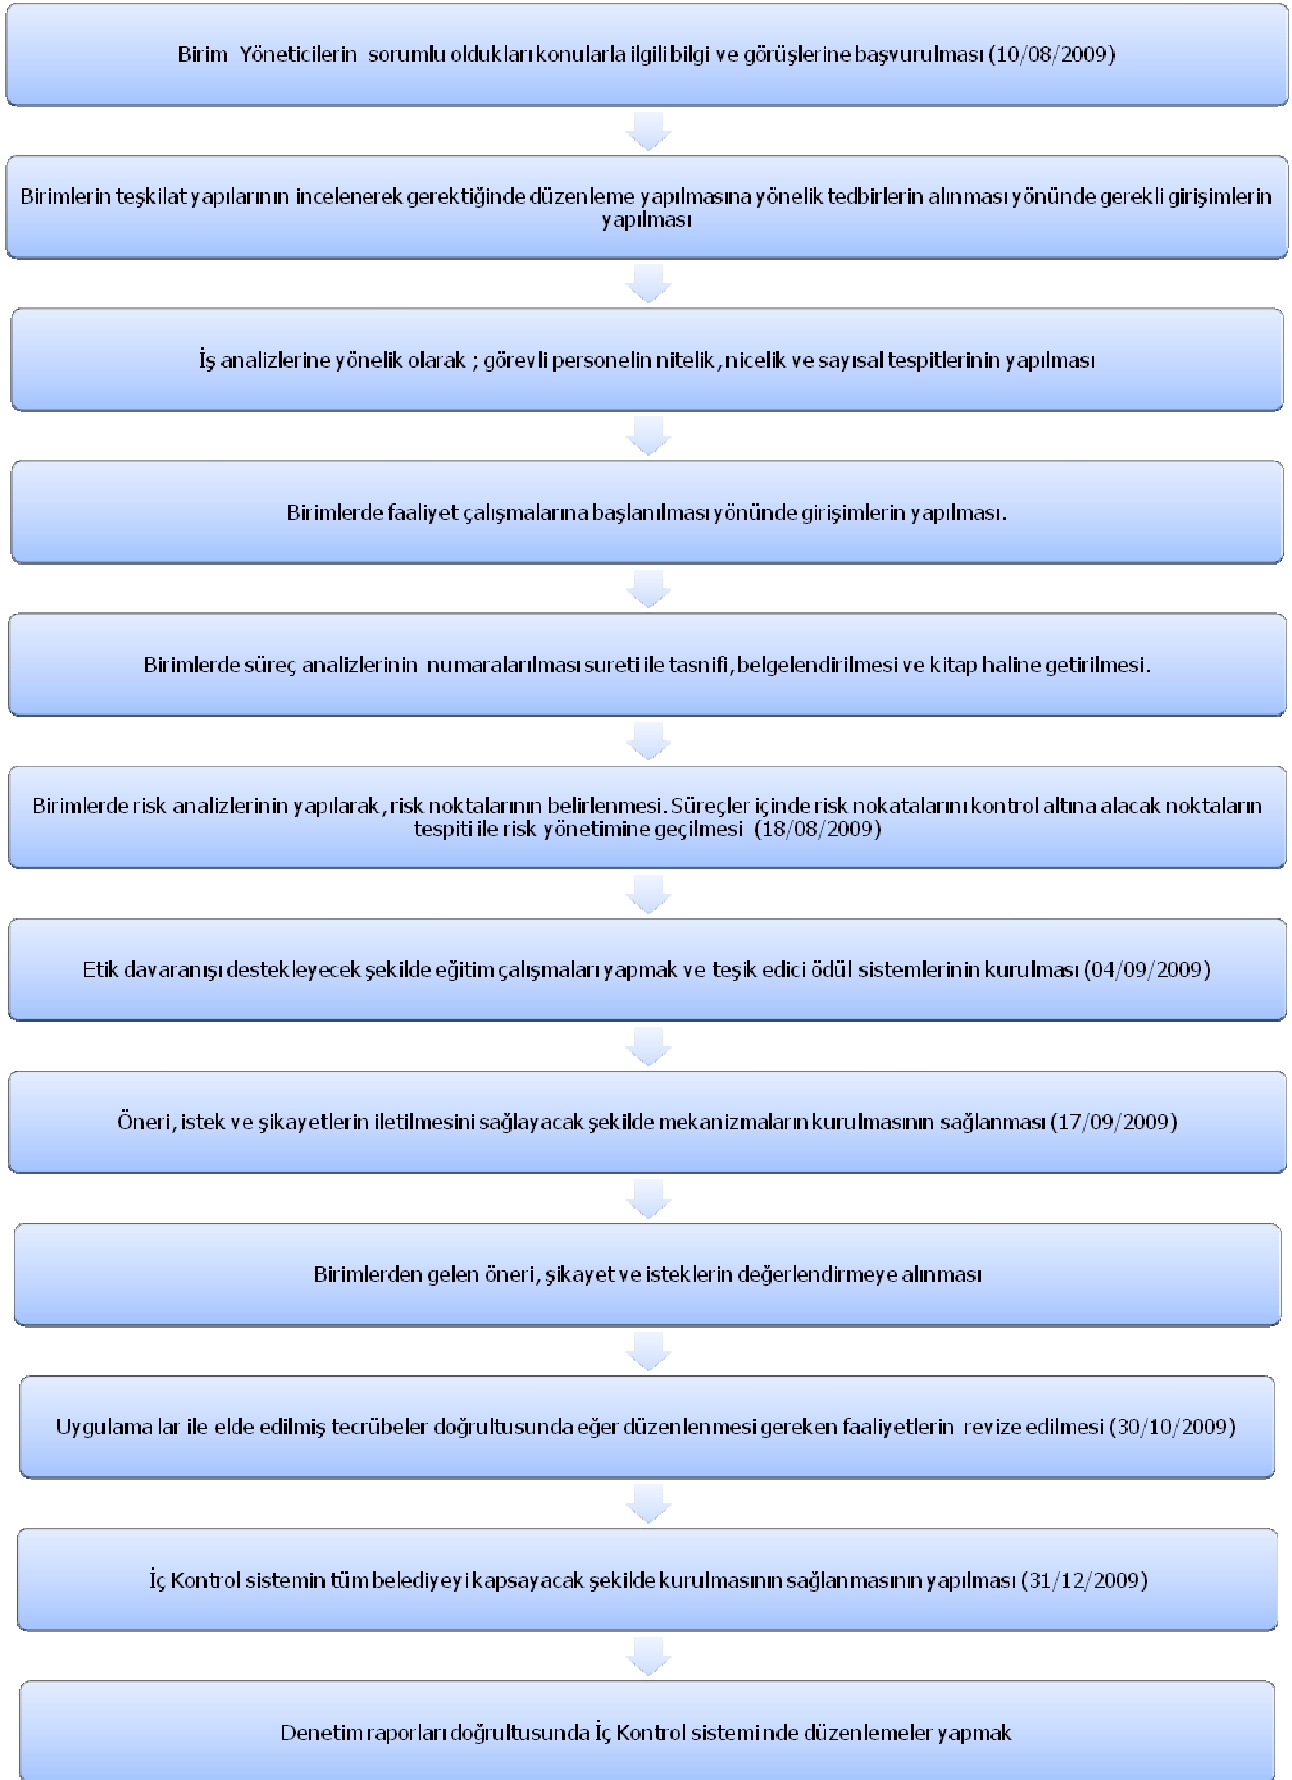 Birim Yöneticilerin sorumlu oldukları konularla ilgili bilgi ve görüşlerine başvurulması (10/08/2009)
Birimlerin teşkilat yapılarının incelenerek gerektiğinde düzenleme yapılmasına yönelik tedbirlerin alınması yönünde gerekli girişimlerin
yapılması
İş analizlerine yönelik olarak ; görevli personelin nitelik, nicelik ve sayısal tespitlerinin yapılması
Birimlerde faaliyet çalışmalarına başlanılması yönünde girişimlerin yapılması.
Birimlerde süreç analizlerinin numaralarılması sureti ile tasnifi, belgelendirilmesi ve kitap haline getirilmesi.
Birimlerde risk analizlerinin yapılarak, risk noktalarının belirlenmesi. Süreçler içinde risk nokatalarını kontrol altına alacak noktaların
tespiti ile risk yönetimine geçilmesi (18/08/2009)
Etik davaranışı destekleyecek şekilde eğitim çalışmaları yapmak ve teşik edici ödül sistemlerinin kurulması (04/09/2009)
Öneri, istek ve şikayetlerin iletilmesini sağlayacak şekilde mekanizmaların kurulmasının sağlanması (17/09/2009)
Birimlerden gelen öneri, şikayet ve isteklerin değerlendirmeye alınması
Uygulama lar ile elde edilmiş tecrübeler doğrultusunda eğer düzenlenmesi gereken faaliyetlerin revize edilmesi (30/10/2009)
İç Kontrol sistemin tüm belediyeyi kapsayacak şekilde kurulmasının sağlanmasının yapılması (31/12/2009)
Denetim raporları doğrultusunda İç Kontrol sisteminde düzenlemeler yapmak